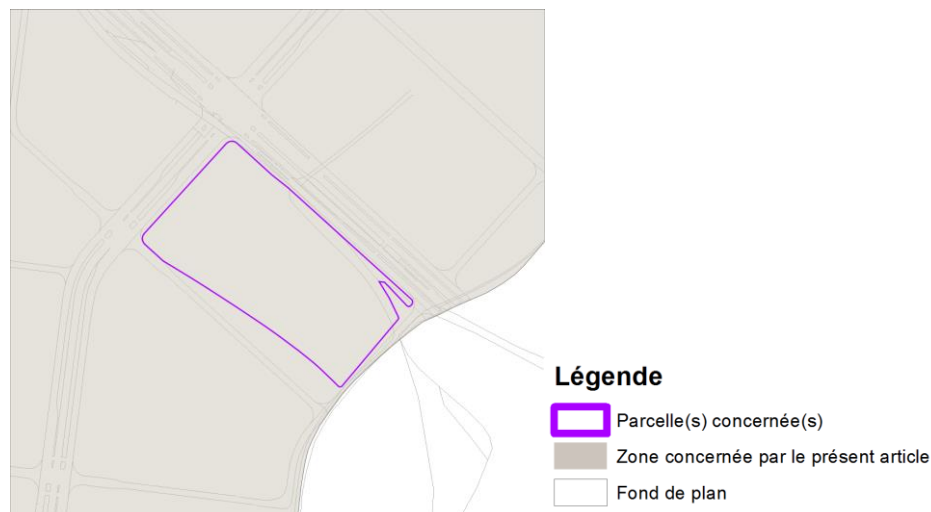 Légende
Parcelle(s) concernée(s)
Zone concernée par le présent article
Fond de plan